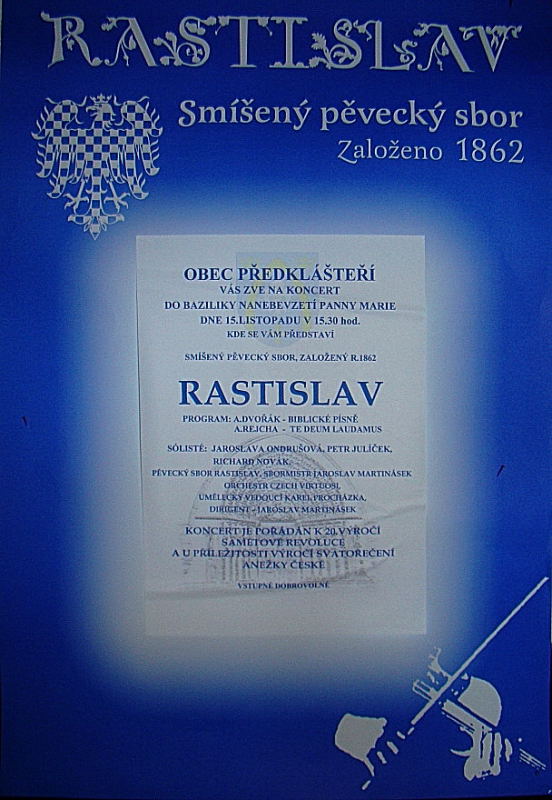 RASTISLAV
Smíšený pěvecký sbor
Založeno 1862
OBEC PŘEDKLÁŠTEŘÍ
VÁS ZVE NA KONCERT
DO BAZILIKY NANEBEVZETÍ PANNY MARIE
DNE 15.LISTOPADU V 15.30 hod.
KDE SE VÁM PŘEDSTAVÍ
SMÍŠENÝ PĚVECKÝ SBOR, ZALOŽENÝ R.1862
RASTISLAV
PROGRAM: A.DVOŘÁK - BIBLICKÉ PÍSNĚ
A.REJCHA - TE DEUM LAUDAMUS
SÓLISTÉ: JAROSLAVA ONDRUŠOVÁ, PETR JULÍČEK,
RICHARD NOVÁK,
PĚVECKÝ SBOR RASTISLAV, SBORMISTR JAROSLAV MARTINÁSEK
ORCHESTR CZECH VIRTUOSI,
UMĚLECKÝ VEDOUCÍ KAREL PROCHÁZKA,
DIRIGENT - JAROSLAV MARTINÁSEK
KONCERT JE POŘÁDÁN K 20.VÝROČÍ
SAMETOVÉ REVOLUCE
A U PŘÍLEŽITOSTI VÝROČÍ SVATOŘEČENÍ
ANEŽKY ČESKÉ
VSTUPNÉ DOBROVOLNÉ